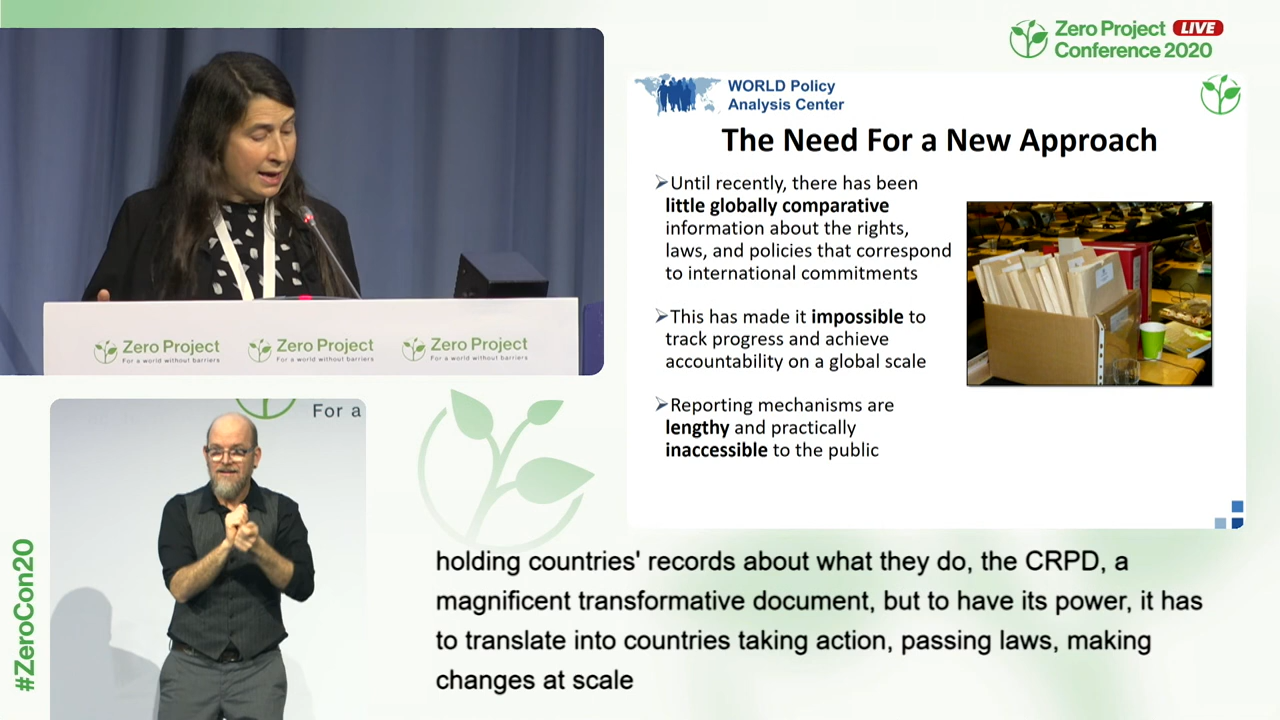 Zero Project LIVE
Conference 2020
WORLD Policy
Analysis Center
The Need For a New Approach
➢Until recently, there has been
little globally comparative
information about the rights,
laws, and policies that correspond
to international commitments
➢This has made it impossible to
track progress and achieve
accountability on a global scale
➢Reporting mechanisms are
lengthy and practically
inaccessible to the public
Zero Project
For a world without barriers
Zero Project
For a world without barriers
Zero Project
For a world without barriers
For a
#ZeroCon20
holding countries' records about what they do, the CRPD, a
magnificent transformative document, but to have its power, it has
to translate into countries taking action, passing laws, making
changes at scale